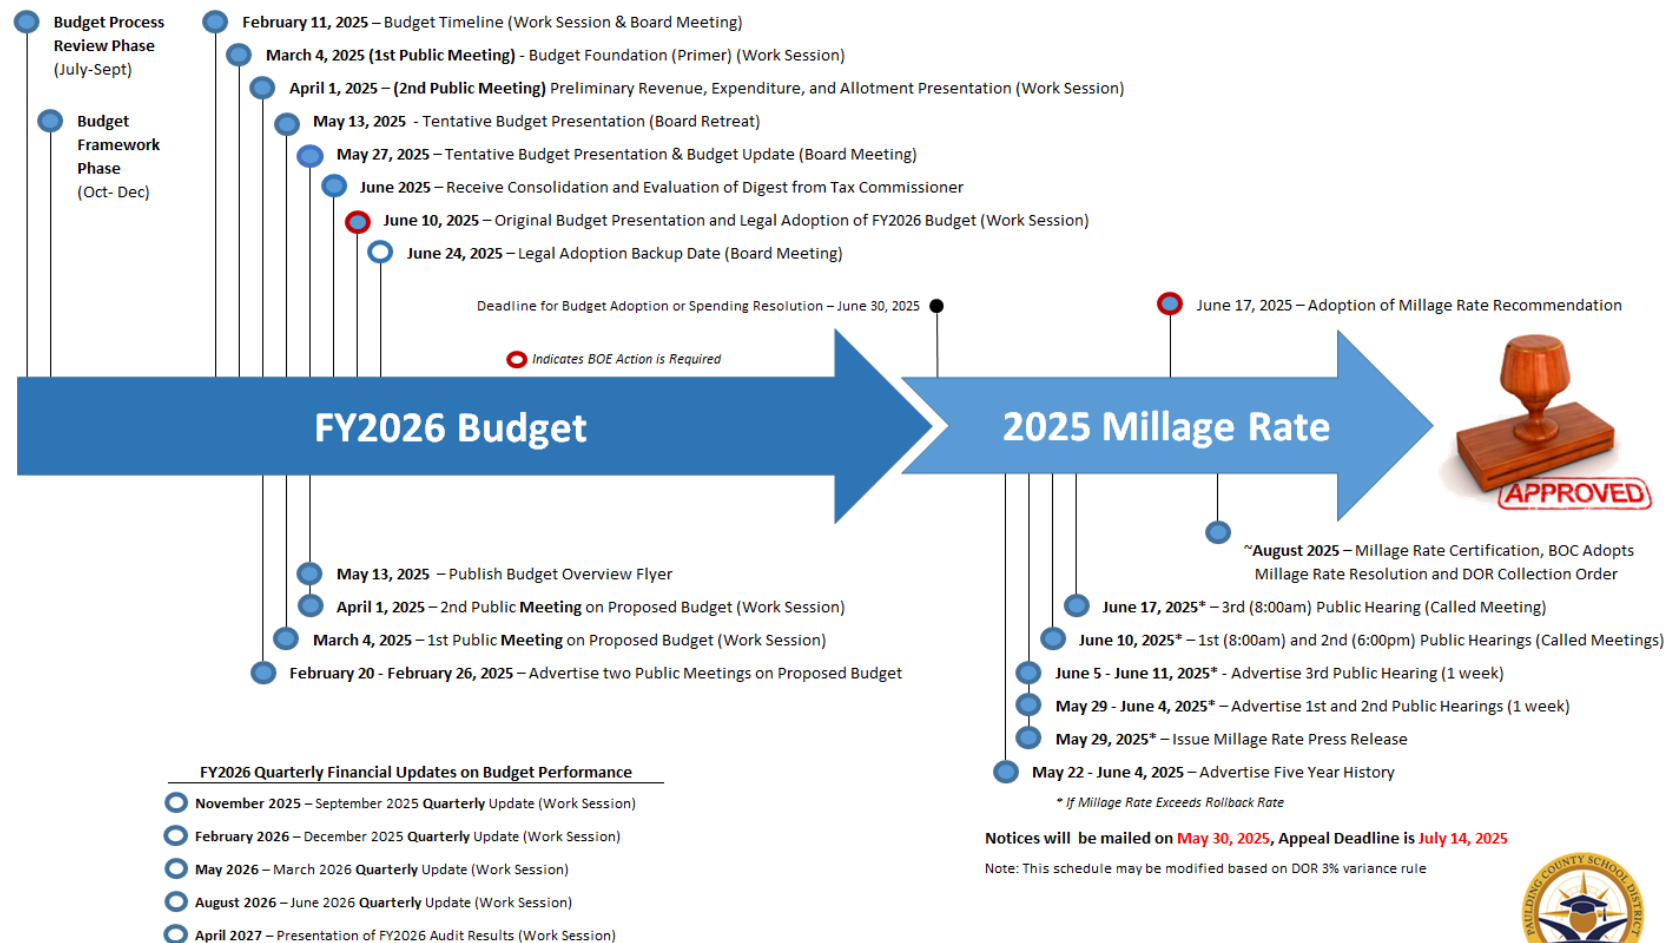 Budget Process
Review Phase
(July-Sept)
Budget
Framework
Phase
(Oct- Dec)
February 11, 2025 – Budget Timeline (Work Session & Board Meeting)
March 4, 2025 (1st Public Meeting) - Budget Foundation (Primer) (Work Session)
April 1, 2025 – (2nd Public Meeting) Preliminary Revenue, Expenditure, and Allotment Presentation (Work Session)
May 13, 2025 - Tentative Budget Presentation (Board Retreat)
May 27, 2025 – Tentative Budget Presentation & Budget Update (Board Meeting)
June 2025 – Receive Consolidation and Evaluation of Digest from Tax Commissioner
June 10, 2025 – Original Budget Presentation and Legal Adoption of FY2026 Budget (Work Session)
June 24, 2025 – Legal Adoption Backup Date (Board Meeting)
Deadline for Budget Adoption or Spending Resolution – June 30, 2025
June 17, 2025 – Adoption of Millage Rate Recommendation
Indicates BOE Action is Required
FY2026 Budget
2025 Millage Rate
APPROVED
May 13, 2025 – Publish Budget Overview Flyer
April 1, 2025 – 2nd Public Meeting on Proposed Budget (Work Session)
March 4, 2025 – 1st Public Meeting on Proposed Budget (Work Session)
February 20 - February 26, 2025 – Advertise two Public Meetings on Proposed Budget
~August 2025 – Millage Rate Certification, BOC Adopts
Millage Rate Resolution and DOR Collection Order
June 17, 2025* – 3rd (8:00am) Public Hearing (Called Meeting)
June 10, 2025* – 1st (8:00am) and 2nd (6:00pm) Public Hearings (Called Meetings)
June 5 - June 11, 2025* - Advertise 3rd Public Hearing (1 week)
May 29 - June 4, 2025* – Advertise 1st and 2nd Public Hearings (1 week)
May 29, 2025* – Issue Millage Rate Press Release
May 22 - June 4, 2025 – Advertise Five Year History
* If Millage Rate Exceeds Rollback Rate
Notices will be mailed on May 30, 2025, Appeal Deadline is July 14, 2025
Note: This schedule may be modified based on DOR 3% variance rule
FY2026 Quarterly Financial Updates on Budget Performance
November 2025 – September 2025 Quarterly Update (Work Session)
February 2026 – December 2025 Quarterly Update (Work Session)
May 2026 – March 2026 Quarterly Update (Work Session)
August 2026 – June 2026 Quarterly Update (Work Session)
April 2027 – Presentation of FY2026 Audit Results (Work Session)
PAULDING COUNTY SCHOOL DISTRICT